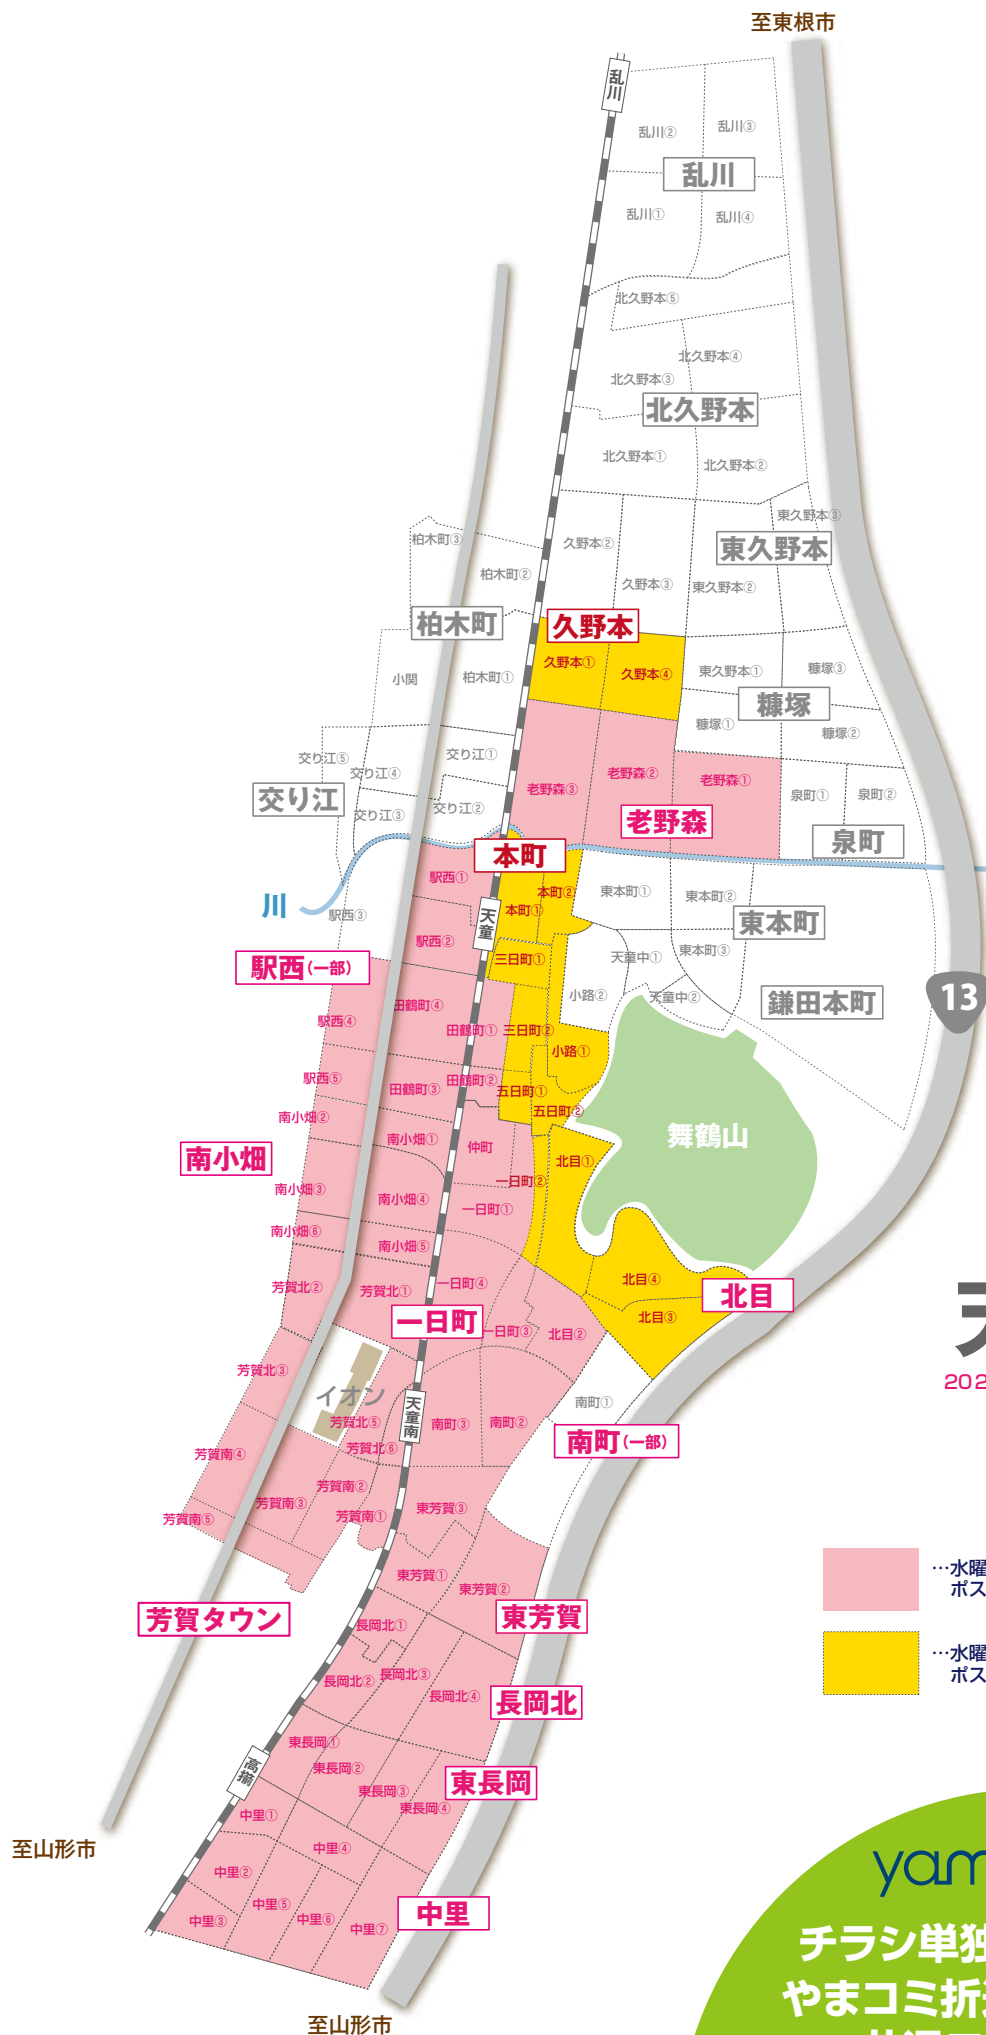 至東根市
乱川
乱川②
乱川③
乱川
乱川①
乱川④
北久野本⑤
北久野本④
北久野本③
北久野本
北久野本①
北久野本②
東久野本③
柏木町③
久野本②
東久野本
柏木町②
久野本③
東久野本②
柏木町
久野本
久野本①
久野本④
東久野本①
糠塚③
小関
柏木町①
糠塚
糠塚①
糠塚②
交り江⑤
交り江①
交り江④
老野森②
老野森①
老野森③
泉町①
泉町②
交り江
交り江②
交り江③
老野森
泉町
本町
駅西①
本町②
東本町①
東本町②
川
駅西③
天童
本町①
東本町
駅西②
三日町①
天童中①
東本町③
駅西(一部)
小路②
天童中②
鎌田本町
13
田鶴町④
駅西④
田鶴町①
三日町②
小路①
駅西⑤
田鶴町②
田鶴町③
五日町①
五日町②
南小畑②
南小畑①
仲町
舞鶴山
南小畑
北目①
南小畑③
南小畑④
一日町②
一日町①
南小畑⑥
南小畑⑤
芳賀北②
芳賀北①
一日町④
北目④
北目
一日町
一日町③
北目②
北目③
芳賀北③
イオン
天童南
芳賀北⑤
南町③
南町②
南町①
202
芳賀北⑥
南町(一部)
芳賀南④
芳賀南②
芳賀南③
芳賀南①
東芳賀③
芳賀南⑤
東芳賀①
東芳賀②
…水曜
ポス
芳賀タウン
長岡北①
東芳賀
長岡北③
長岡北②
長岡北④
長岡北
…水曜
ポス
東長岡①
東長岡②
高擶
東長岡③
東長岡④
東長岡
中里①
中里④
至山形市
中里②
中里⑤
中里③
中里⑥
中里⑦
中里
至山形市
yam
チラシ単独
やまコミ折